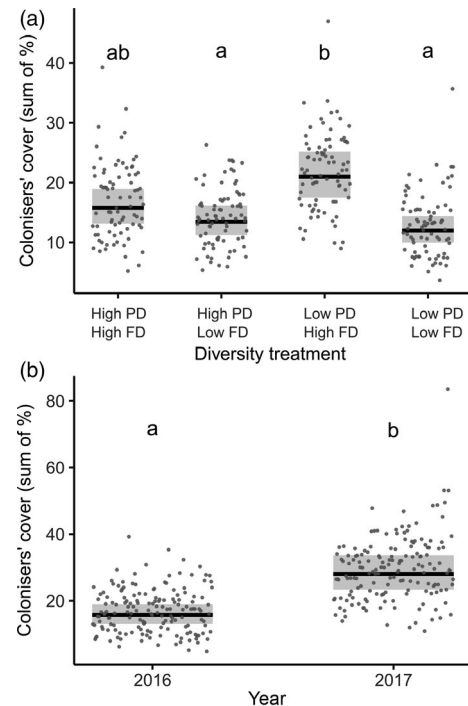 (a)
Colonisers' cover (sum of %)
40
30
20
10
ab
a
b
a
High PD
High FD
High PD
Low FD
Low PD
High FD
Low PD
Low FD
Diversity treatment
(b)
Colonisers' cover (sum of %)
80
60
40
20
a
b
2016
2017
Year